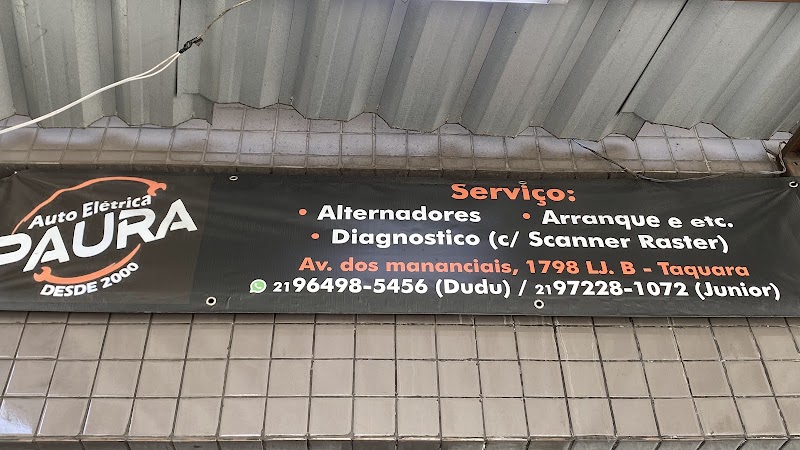 Auto Elétrica
PAURA
DESDE 2000
Serviço:
• Alternadores • Arranque e etc.
• Diagnostico (c/ Scanner Raster)
Av. dos mananciais, 1798 LJ. B - Taquara
2196498-5456 (Dudu) / 2197228-1072 (Junior)